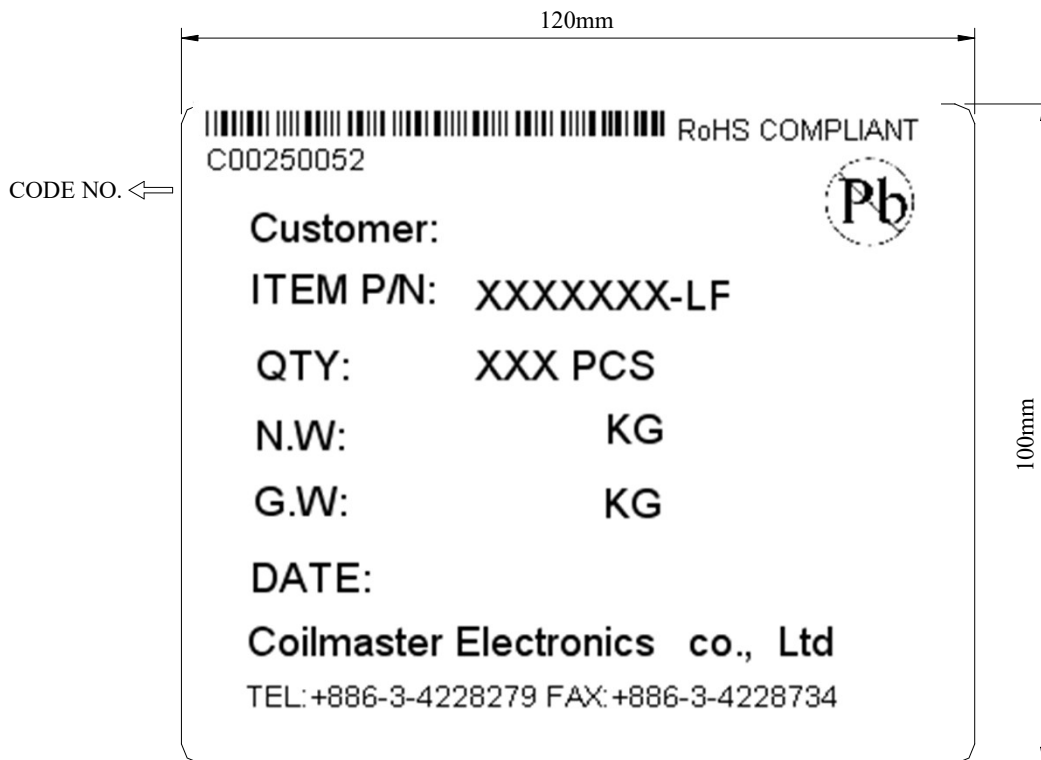 120mm
RoHS COMPLIANT
C00250052
CODE NO.
Pb
Customer:
ITEM P/N: XXXXXXX-LF
QTY: XXX PCS
N.W: KG
G.W: KG
100mm
DATE:
Coilmaster Electronics co., Ltd
TEL:+886-3-4228279 FAX:+886-3-4228734